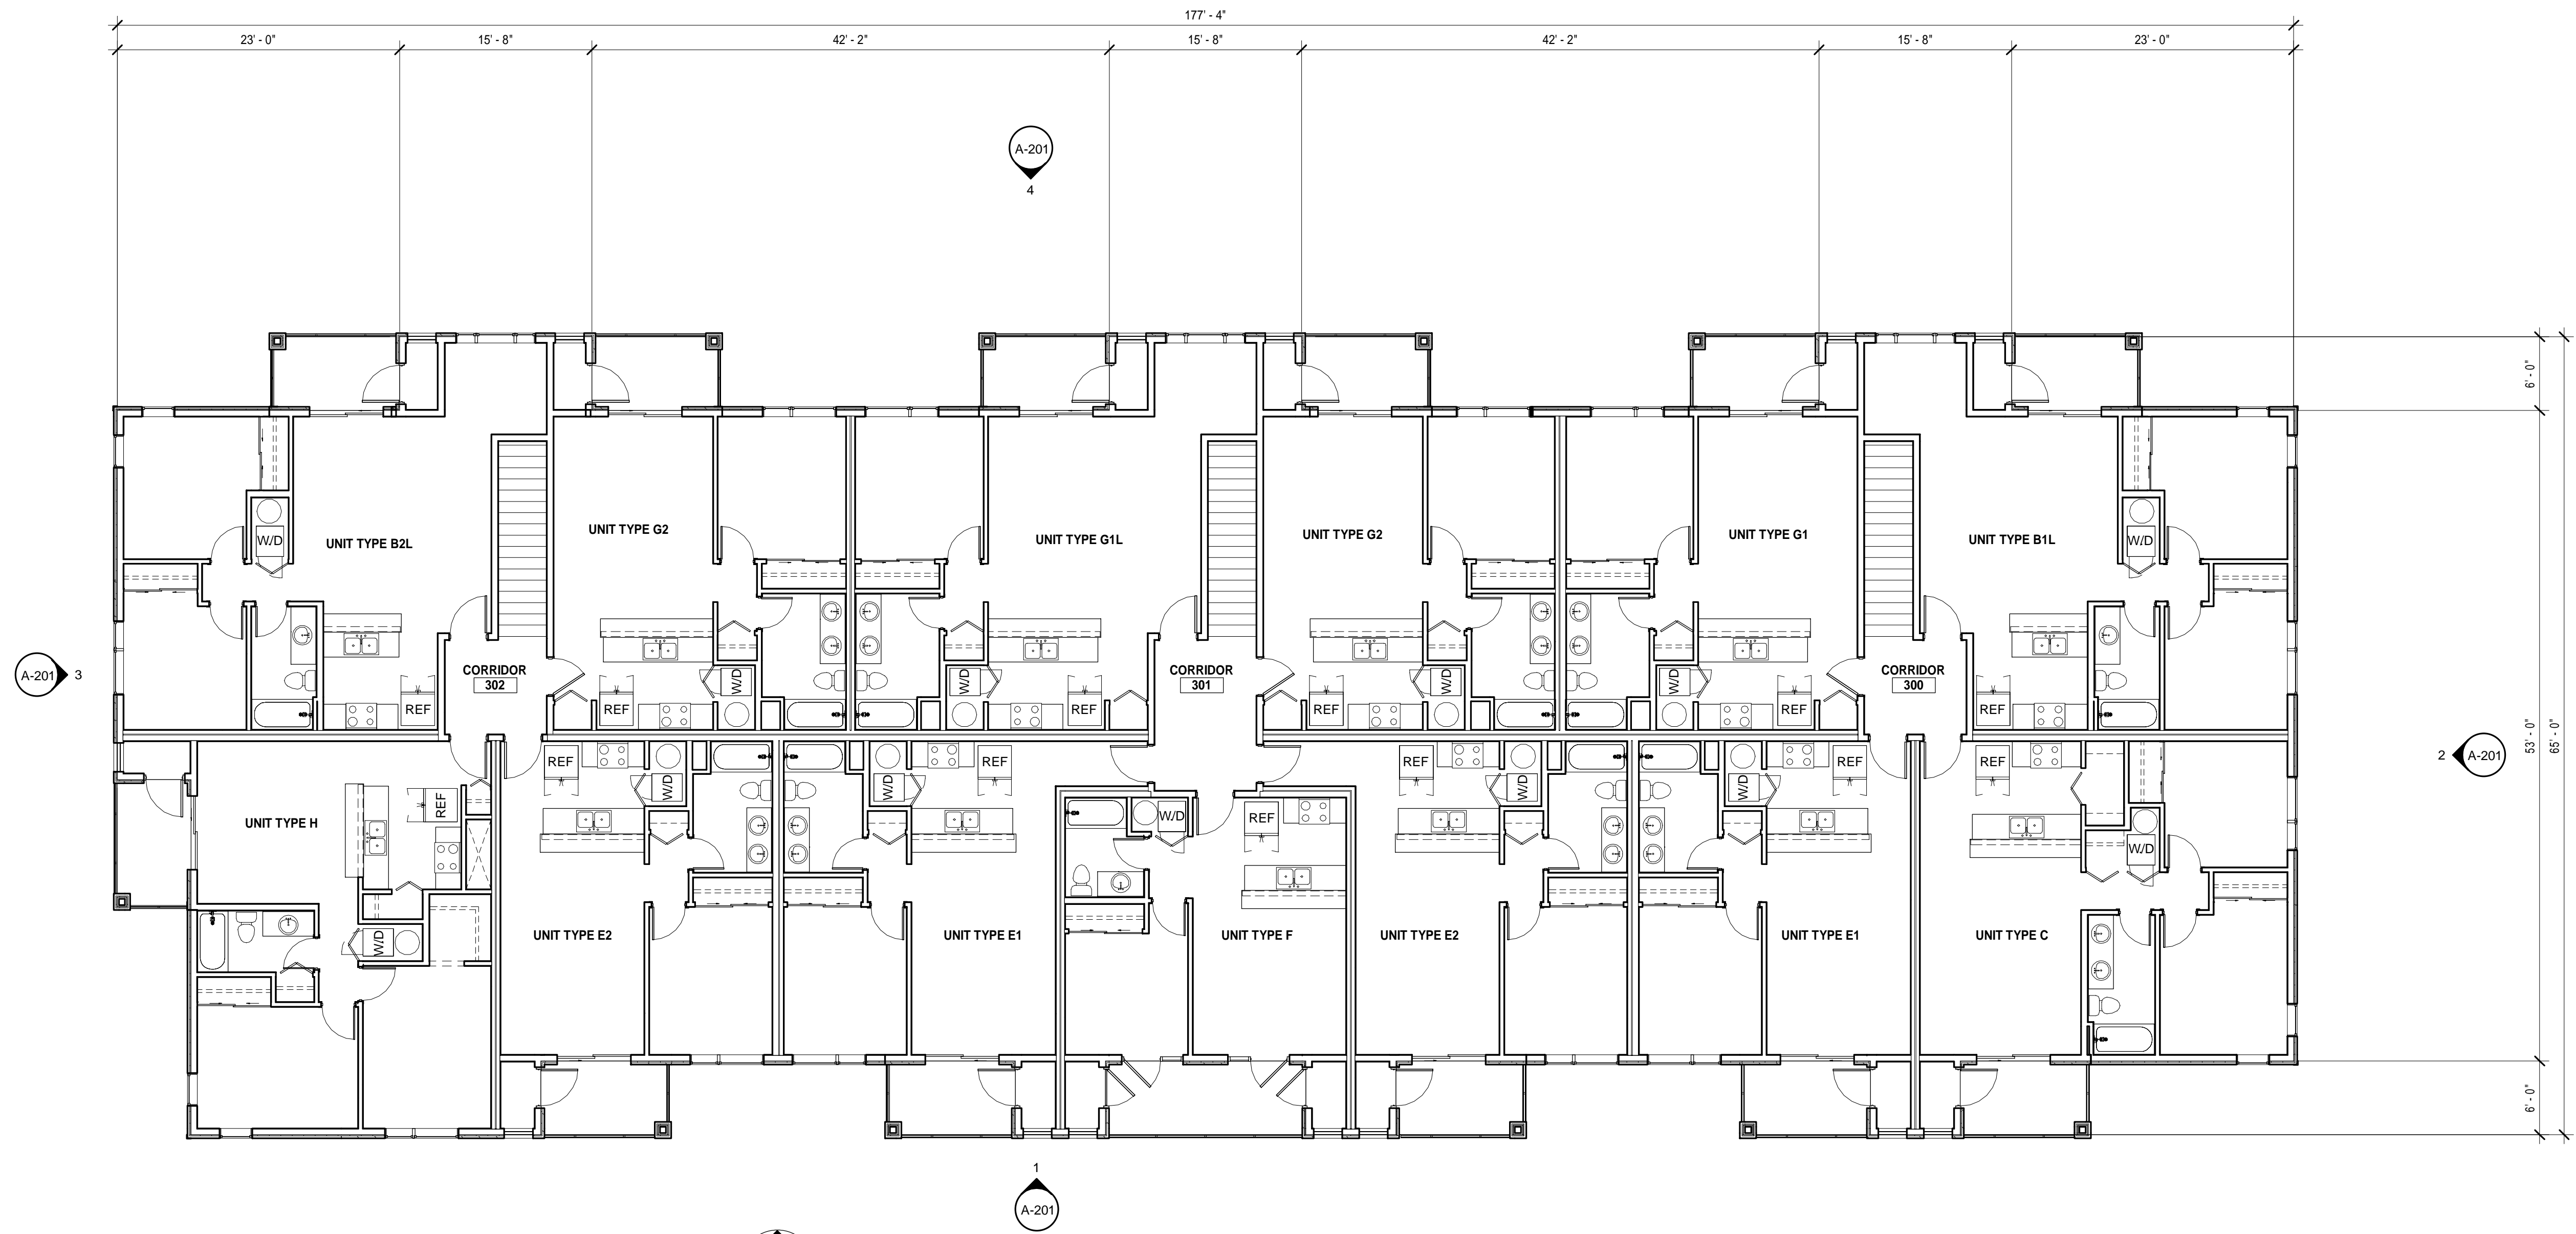 177' - 4"
23' - 0"
15' - 8"
42' - 2"
15' - 8"
42' - 2"
15' - 8"
23' - 0"
A-201
4
6' - 0"
UNIT TYPE B2L
UNIT TYPE G2
UNIT TYPE G1L
UNIT TYPE G2
UNIT TYPE G1
UNIT TYPE B1L
W/D
W/D
A-201
3
CORRIDOR
302
CORRIDOR
301
CORRIDOR
300
W/D
W/D
W/D
W/D
REF
REF
REF
REF
REF
REF
53' - 0"
65' - 0"
2
A-201
REF
REF
REF
REF
REF
W/D
W/D
W/D
W/D
REF
UNIT TYPE H
W/D
REF
W/D
W/D
UNIT TYPE E2
UNIT TYPE E1
UNIT TYPE F
UNIT TYPE E2
UNIT TYPE E1
UNIT TYPE C
6' - 0"
1
A-201